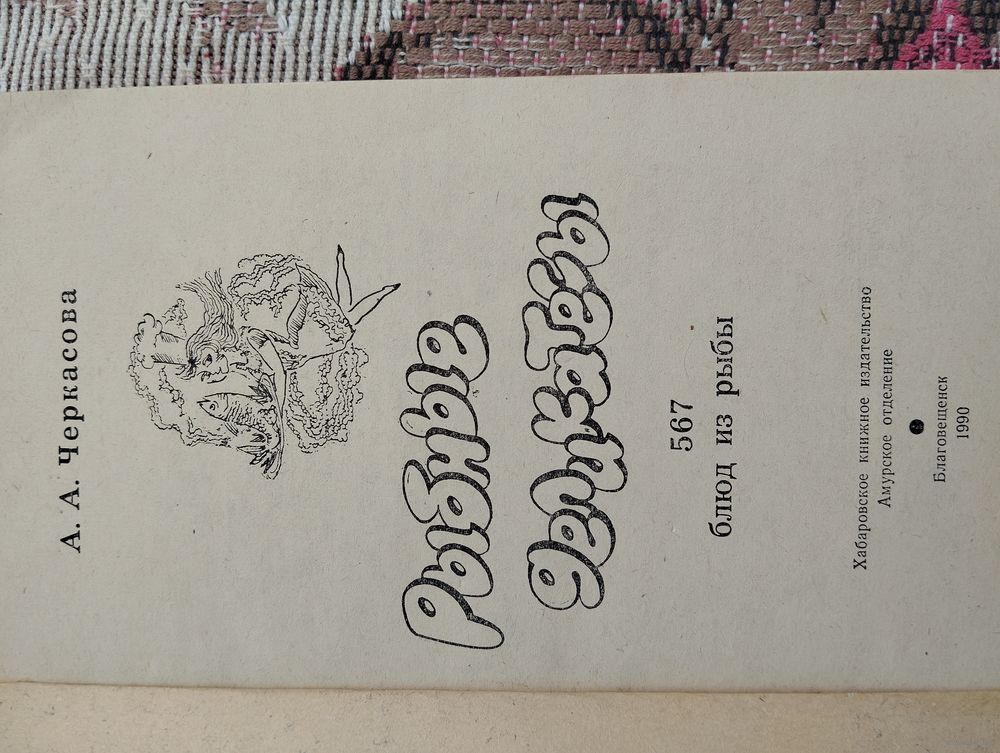 А. А. Черкасова
Рыбные
деликатесы
567
блюд из рыбы
Хабаровское книжное издательство
Амурское отделение
Благовещенск
1990